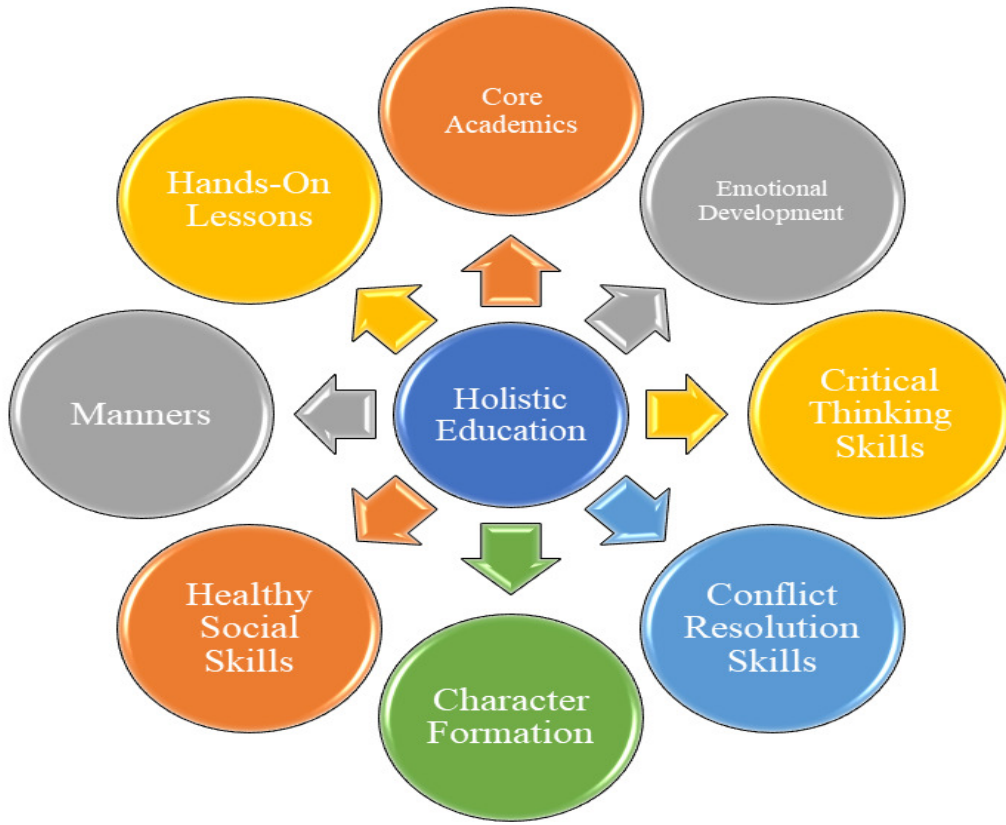 Core
Academics
Emotional
Development
Critical
Thinking
Skills
Conflict
Resolution
Skills
Character
Formation
Healthy
Social
Skills
Manners
Hands-On
Lessons
Holistic
Education